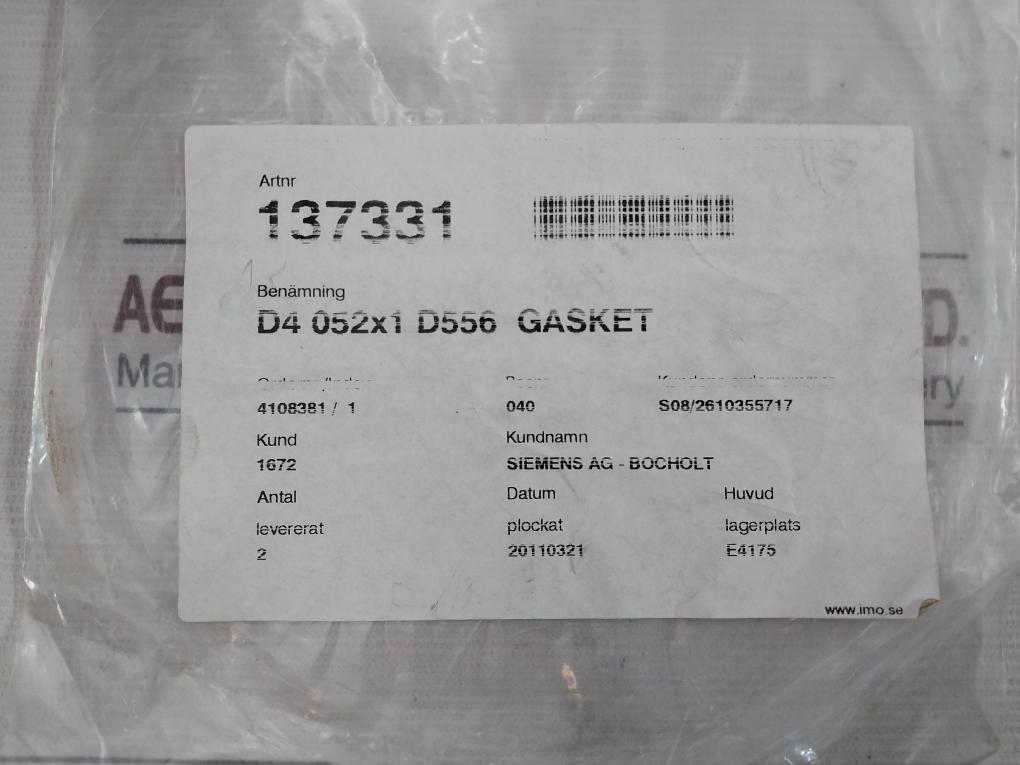 Artnr
137331
Benämning
D4 052x1 D556 GASKET
4108381 / 1 040 S08/2610355717
Kund Kundnamn
1672 SIEMENS AG - BOCHOLT
Antal Datum Huvud
levererat plockat lagerplats
2 20110321 E4175
www.imo.se